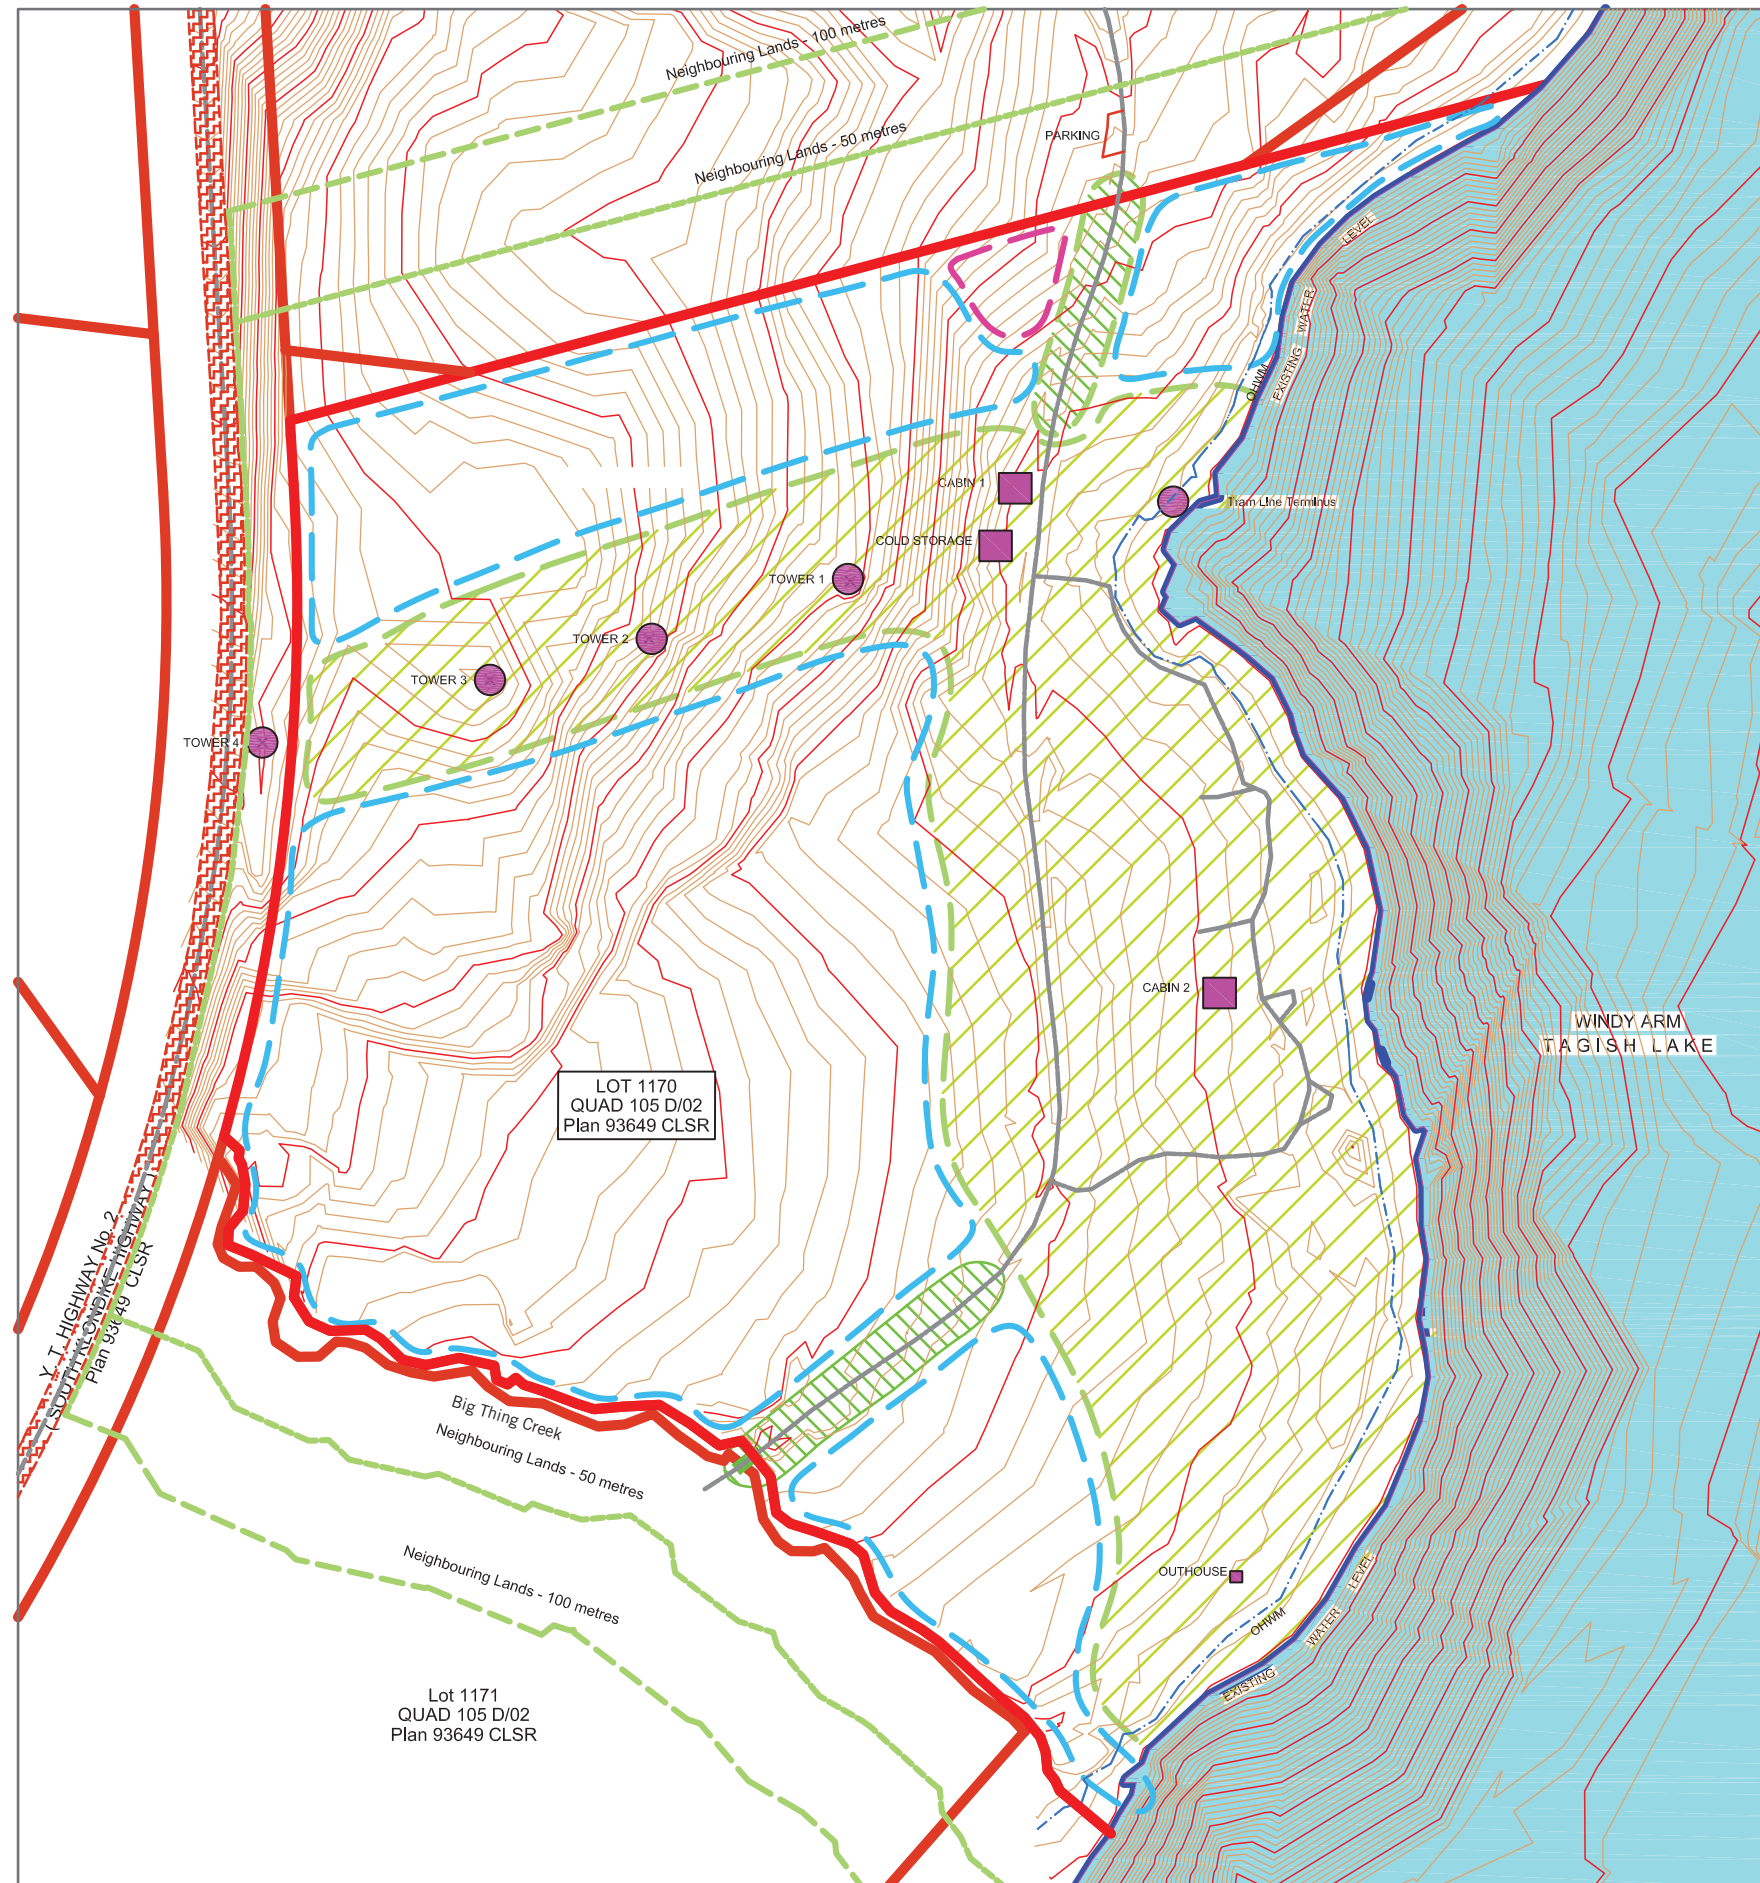 Neighbouring Lands - 100 metres
Neighbouring Lands - 50 metres
PARKING
LEVEL
WATER
EXISTING
OHWM
CABIN 1
Tram Line Terminus
COLD STORAGE
TOWER 1
TOWER 2
TOWER 3
TOWER 4
CABIN 2
WINDY ARM
TAGISH LAKE
LOT 1170
QUAD 105 D/02
Plan 93649 CLSR
Y. T. HIGHWAY No. 2
( SOUTH KLONDIKE HIGHWAY )
Plan 93649 CLSR
Big Thing Creek
Neighbouring Lands - 50 metres
Neighbouring Lands - 100 metres
OUTHOUSE
LEVEL
WATER
OHWM
EXISTING
Lot 1171
QUAD 105 D/02
Plan 93649 CLSR